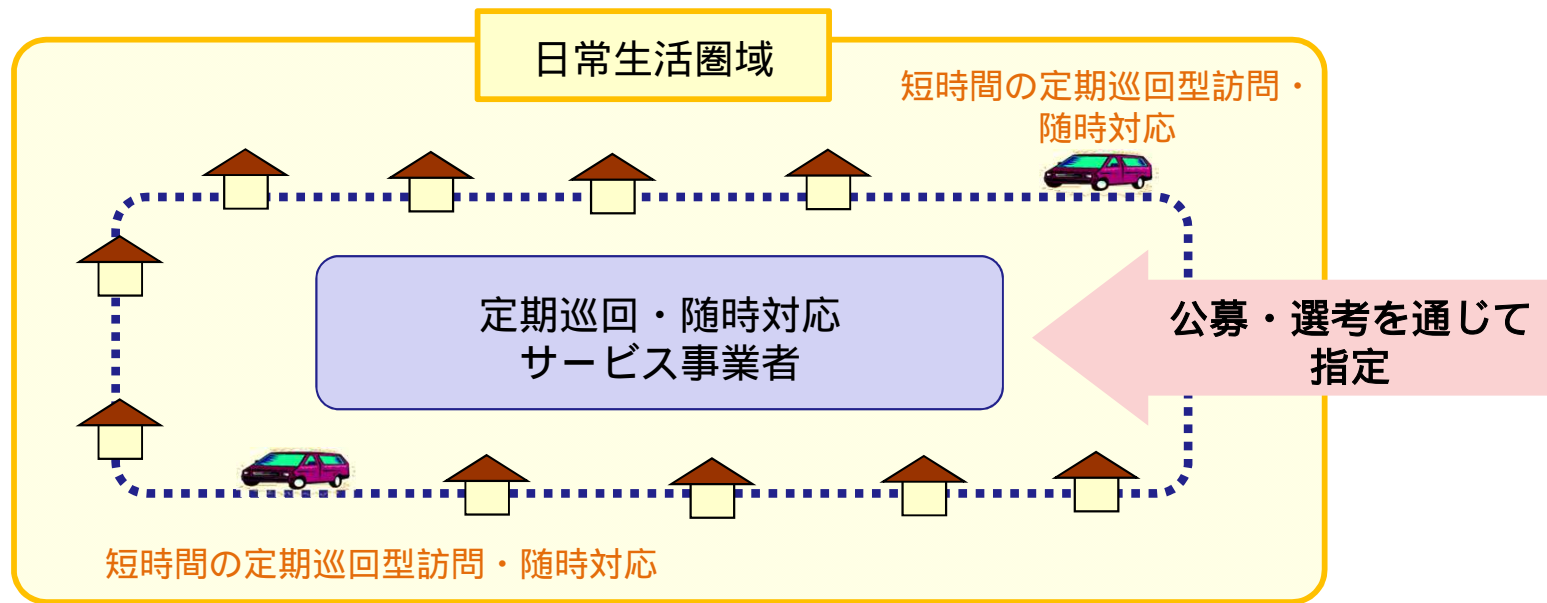 日常生活圏域
短時間の定期巡回型訪問・
随時対応
定期巡回・随時対応
サービス事業者
公募・選考を通じて
指定
短時間の定期巡回型訪問・随時対応